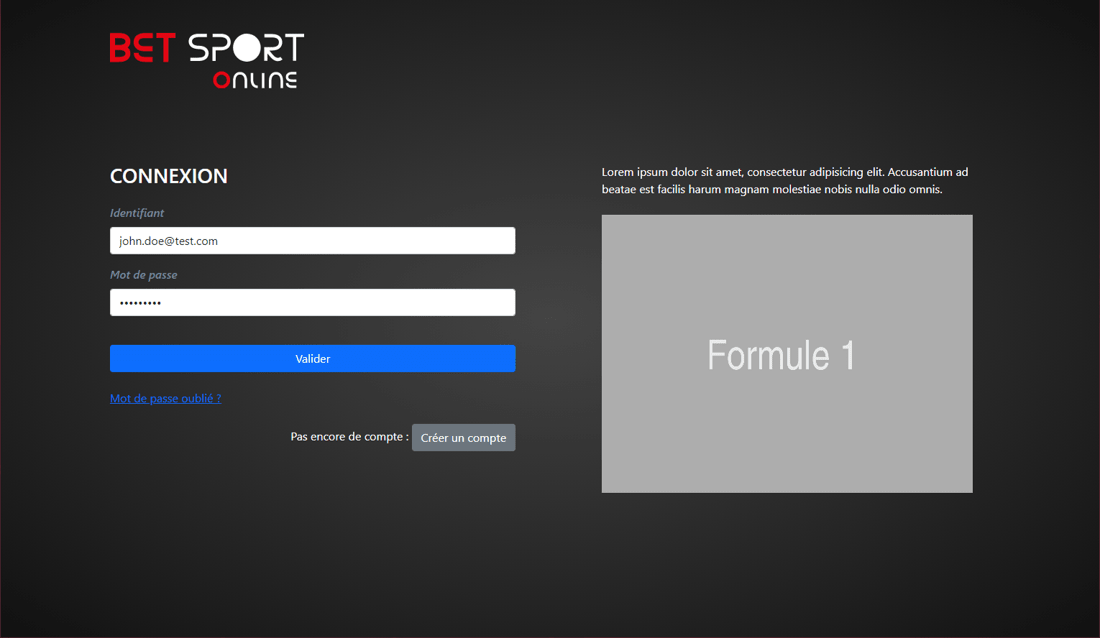 BET SPORT
ONLINE
CONNEXION
Identifiant
john.doe@test.com
Mot de passe
•••••••••
Valider
Mot de passe oublié ?
Pas encore de compte : Créer un compte
Lorem ipsum dolor sit amet, consectetur adipisicing elit. Accusantium ad
beatae est facilis harum magnam molestiae nobis nulla odio omnis.
Formule 1